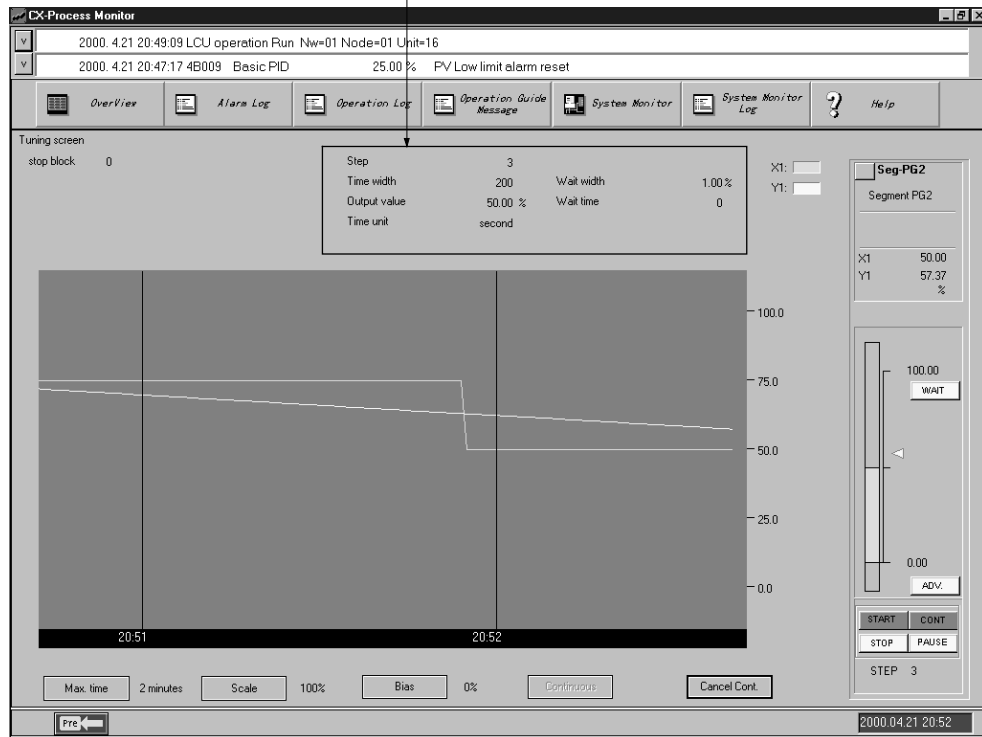 CX-Process Monitor
2000. 4.21 20:49:09 LCU operation Run Nw=01 Node=01 Unit=16
2000. 4.21 20:47:17 4B009 Basic PID 25.00 % PV Low limit alarm reset
OverView
Alarm Log
Operation Log
Operation Guide
Message
System Monitor
System Monitor
Log
Help
Tuning screen
stop block 0
Step 3
Time width 200 Wait width 1.00 %
Output value 50.00 % Wait time 0
Time unit second
X1:
Y1:
Seg-PG2
Segment PG2
X1 50.00
Y1 57.37
%
100.0
75.0
50.0
25.0
0.0
20:51 20:52
100.00
WAIT
0.00
ADV.
START CONT
STOP PAUSE
STEP 3
Max. time 2 minutes Scale 100% Bias 0% Continuous Cancel Cont.
Pre
2000.04.21 20:52